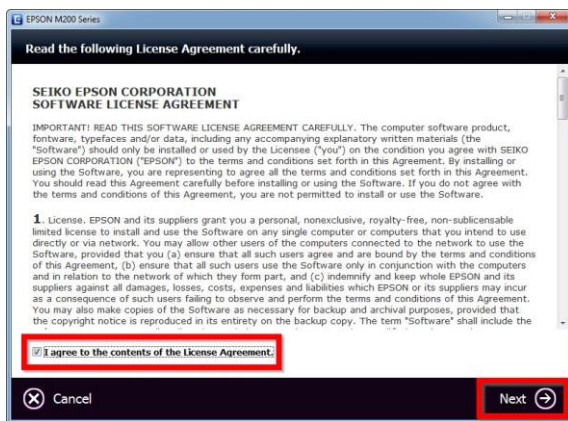 EPSON M200 Series
Read the following License Agreement carefully.
SEIKO EPSON CORPORATION
SOFTWARE LICENSE AGREEMENT
IMPORTANT! READ THIS SOFTWARE LICENSE AGREEMENT CAREFULLY. The computer software product,
fontware, typefaces and/or data, including any accompanying explanatory written materials (the
"Software") should only be installed or used by the Licensee ("you") on the condition you agree with SEIKO
EPSON CORPORATION ("EPSON") to the terms and conditions set forth in this Agreement. By installing or
using the Software, you are representing to agree all the terms and conditions set forth in this Agreement.
You should read this Agreement carefully before installing or using the Software. If you do not agree with
the terms and conditions of this Agreement, you are not permitted to install or use the Software.
1. License. EPSON and its suppliers grant you a personal, nonexclusive, royalty-free, non-sublicensable
limited license to install and use the Software on any single computer or computers that you intend to use
directly or via network. You may allow other users of the computers connected to the network to use the
Software, provided that you (a) ensure that all such users agree and are bound by the terms and conditions
of this Agreement, (b) ensure that all such users use the Software only in conjunction with the computers
and in relation to the network of which they form part, and (c) indemnify and keep whole EPSON and its
suppliers against all damages, losses, costs, expenses and liabilities which EPSON or its suppliers may incur
as a consequence of such users failing to observe and perform the terms and conditions of this Agreement.
You may also make copies of the Software as necessary for backup and archival purposes, provided that
the copyright notice is reproduced in its entirety on the backup copy. The term "Software" shall include the
I agree to the contents of the License Agreement.
Cancel
Next